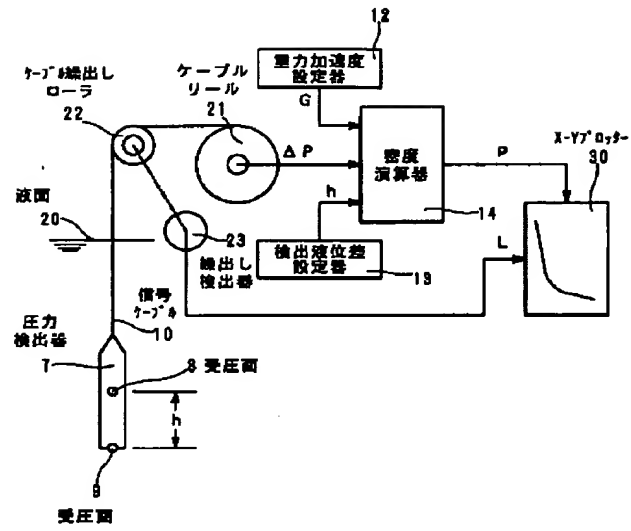 12
重力加速度
設定器
G
ケーブル繰出し
ローラ
22
ケーブル
リール
21
ΔP
密度
演算器
14
ρ
X-Yプロッター
30
液面
20
h
L
23
繰出し
検出器
検出液位差
設定器
13
信号
ケーブル
10
圧力
検出器
7
8 受圧面
h
9
受圧面